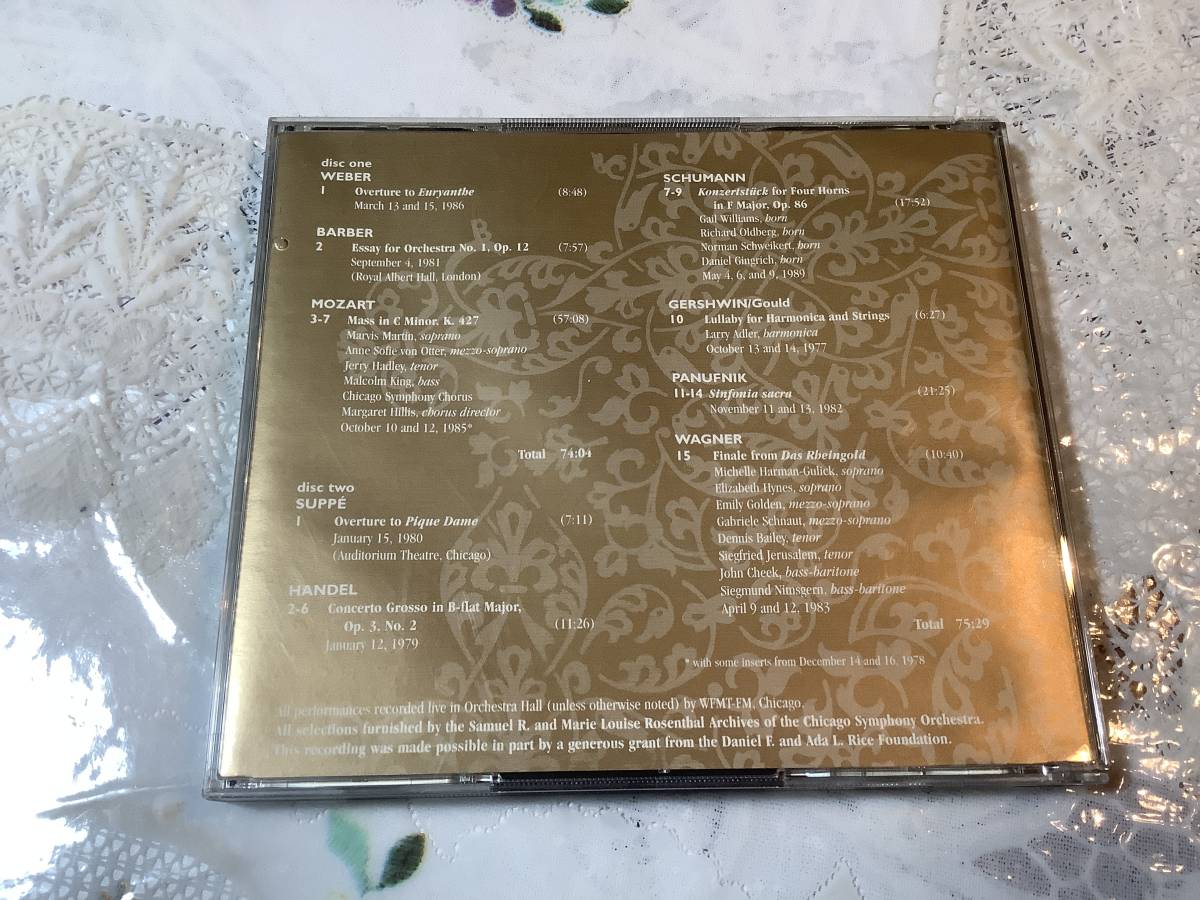 disc one
WEBER
1 Overture to Euryanthe (8:48)
March 13 and 15, 1986
BARBER
2 Essay for Orchestra No. 1, Op. 12 (7:57)
September 4, 1981
(Royal Albert Hall, London)
MOZART
3-7 Mass in C Minor, K. 427 (57:08)
Marvis Martin, soprano
Anne Sofie von Otter, mezzo-soprano
Jerry Hadley, tenor
Malcolm King, bass
Chicago Symphony Chorus
Margaret Hillis, chorus director
October 10 and 12, 1985*
Total 74:04
disc two
SUPPÉ
1 Overture to Pique Dame (7:11)
January 15, 1980
(Auditorium Theatre, Chicago)
HANDEL
2-6 Concerto Grosso in B-flat Major,
Op. 3, No. 2 (11:26)
January 12, 1979
SCHUMANN
7-9 Konzertstück for Four Horns
in F Major, Op. 86 (17:52)
Gail Williams, horn
Richard Oldberg, horn
Norman Schweikert, horn
Daniel Gingrich, horn
May 4, 6, and 9, 1989
GERSHWIN/Gould
10 Lullaby for Harmonica and Strings (6:27)
Larry Adler, harmonica
October 13 and 14, 1977
PANUFNIK
11-14 Sinfonia sacra (21:25)
November 11 and 13, 1982
WAGNER
15 Finale from Das Rheingold (10:40)
Michelle Harman-Gulick, soprano
Elizabeth Hynes, soprano
Emily Golden, mezzo-soprano
Gabriele Schnaut, mezzo-soprano
Dennis Bailey, tenor
Siegfried Jerusalem, tenor
John Cheek, bass-baritone
Siegmund Nimsgern, bass-baritone
April 9 and 12, 1983
Total 75:29
* with some inserts from December 14 and 16, 1978
All performances recorded live in Orchestra Hall (unless otherwise noted) by WFMT-FM, Chicago.
All selections furnished by the Samuel R. and Marie Louise Rosenthal Archives of the Chicago Symphony Orchestra.
This recording was made possible in part by a generous grant from the Daniel F. and Ada L. Rice Foundation.